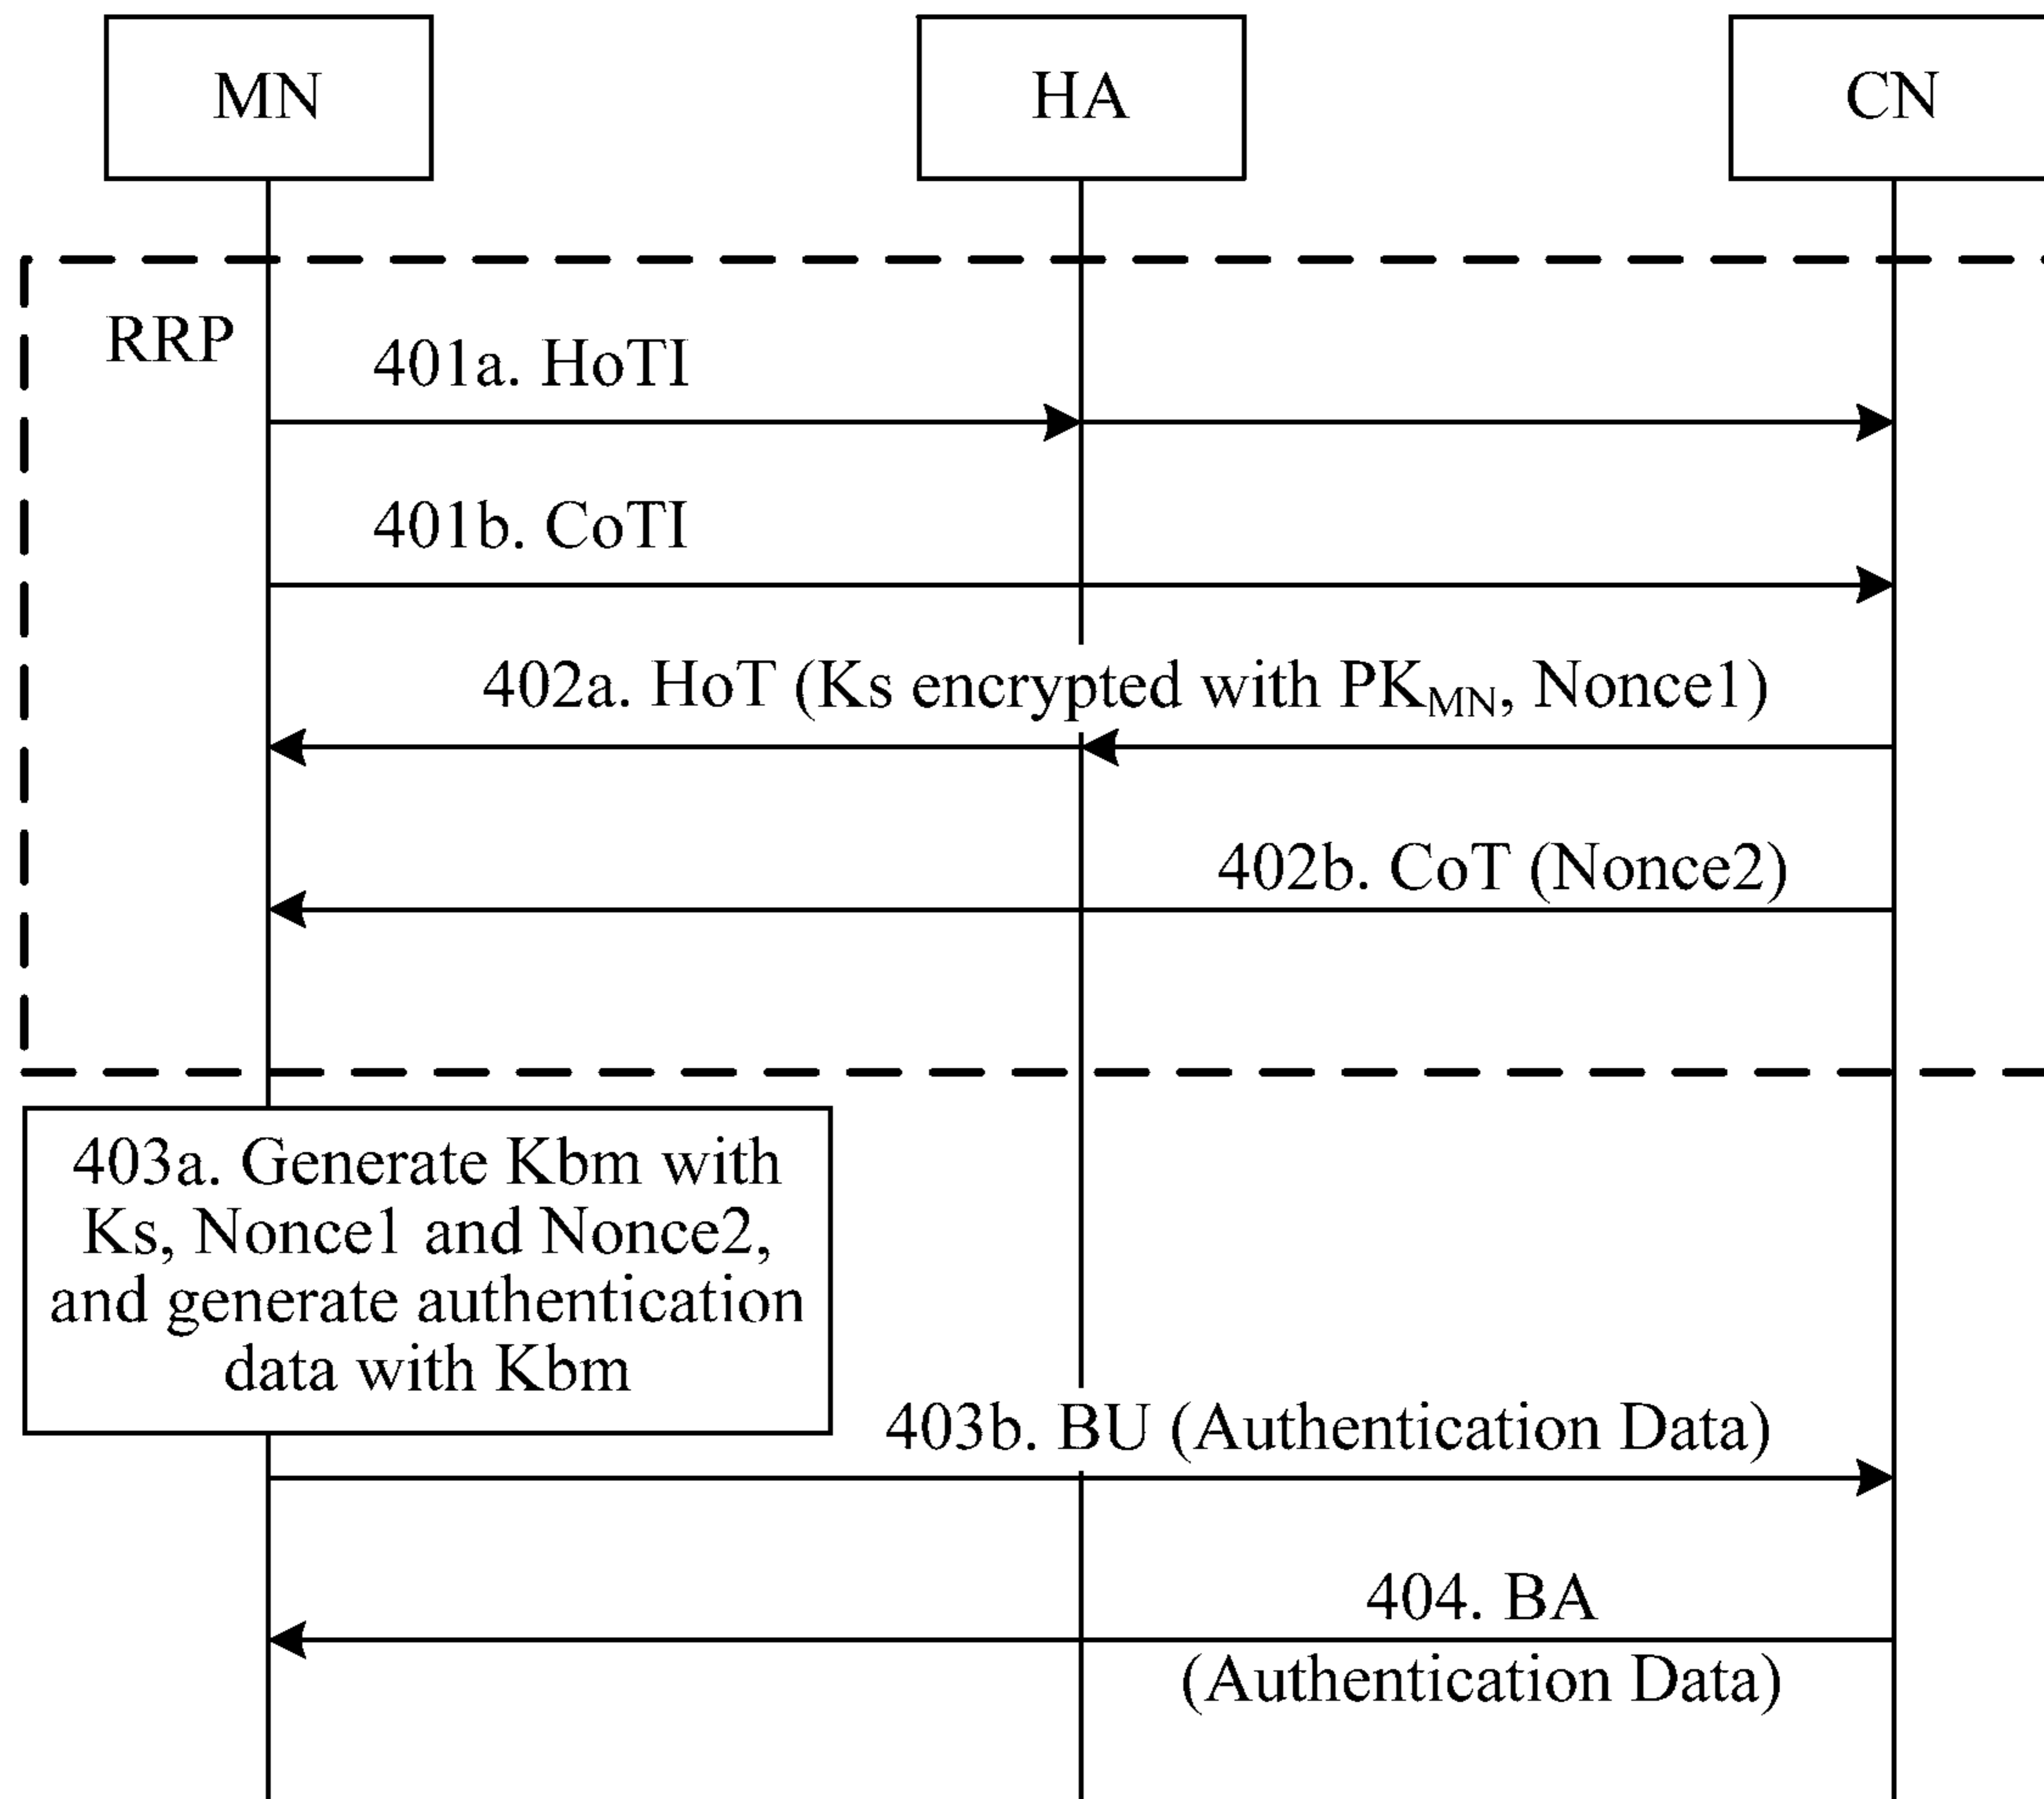 MN
HA
CN
RRP
401a. HoTI
401b. CoTI
402a. HoT (Ks encrypted with PKMN, Nonce1)
402b. CoT (Nonce2)
403a. Generate Kbm with
Ks, Nonce1 and Nonce2,
and generate authentication
data with Kbm
403b. BU (Authentication Data)
404. BA
(Authentication Data)